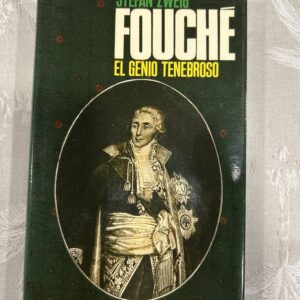 STEFAN ZWEIG
FOUCHÉ
EL GENIO TENEBROSO